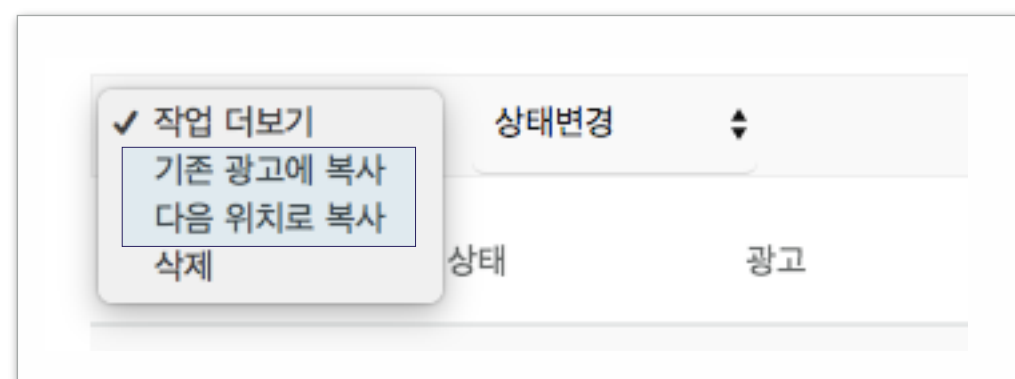 ✓ 작업 더보기
상태변경
기존 광고에 복사
다음 위치로 복사
삭제
상태
광고